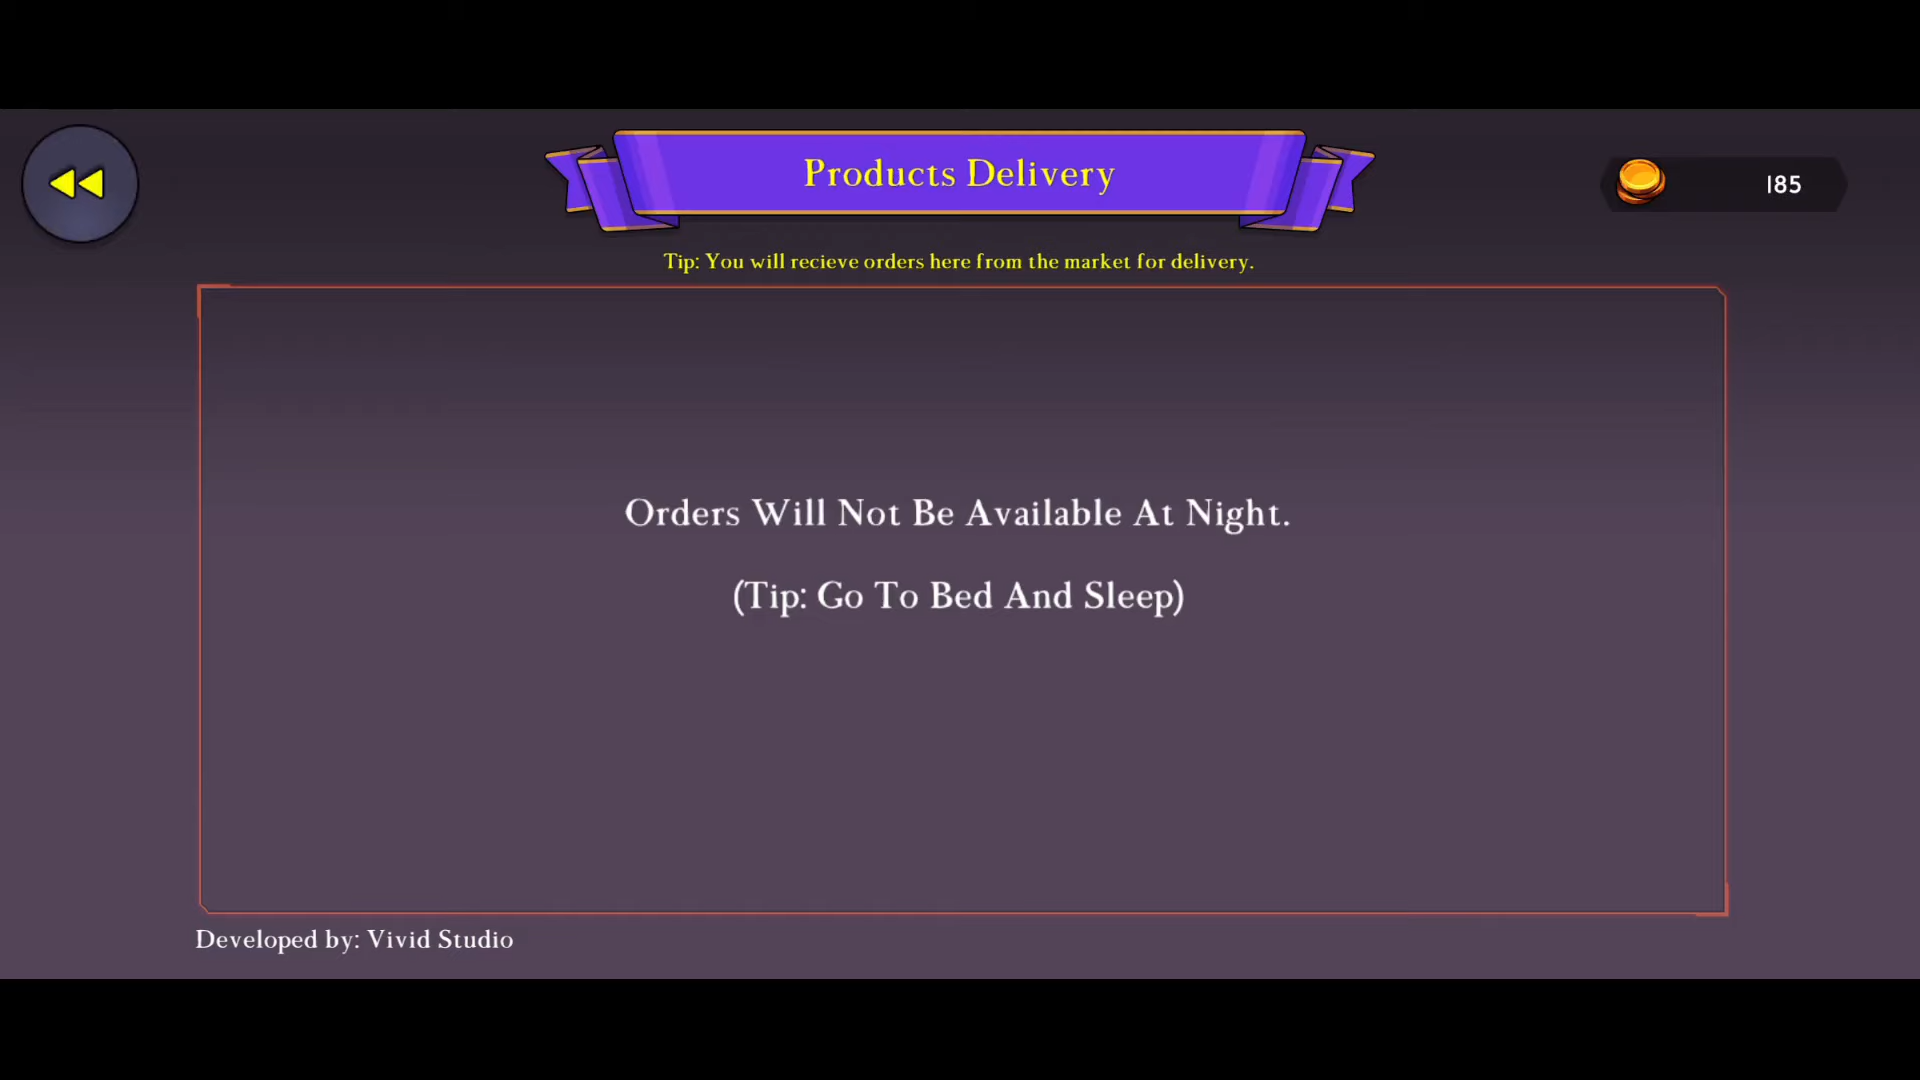 Products Delivery
185
Tip: You will recieve orders here from the market for delivery.
Orders Will Not Be Available At Night.
(Tip: Go To Bed And Sleep)
Developed by: Vivid Studio